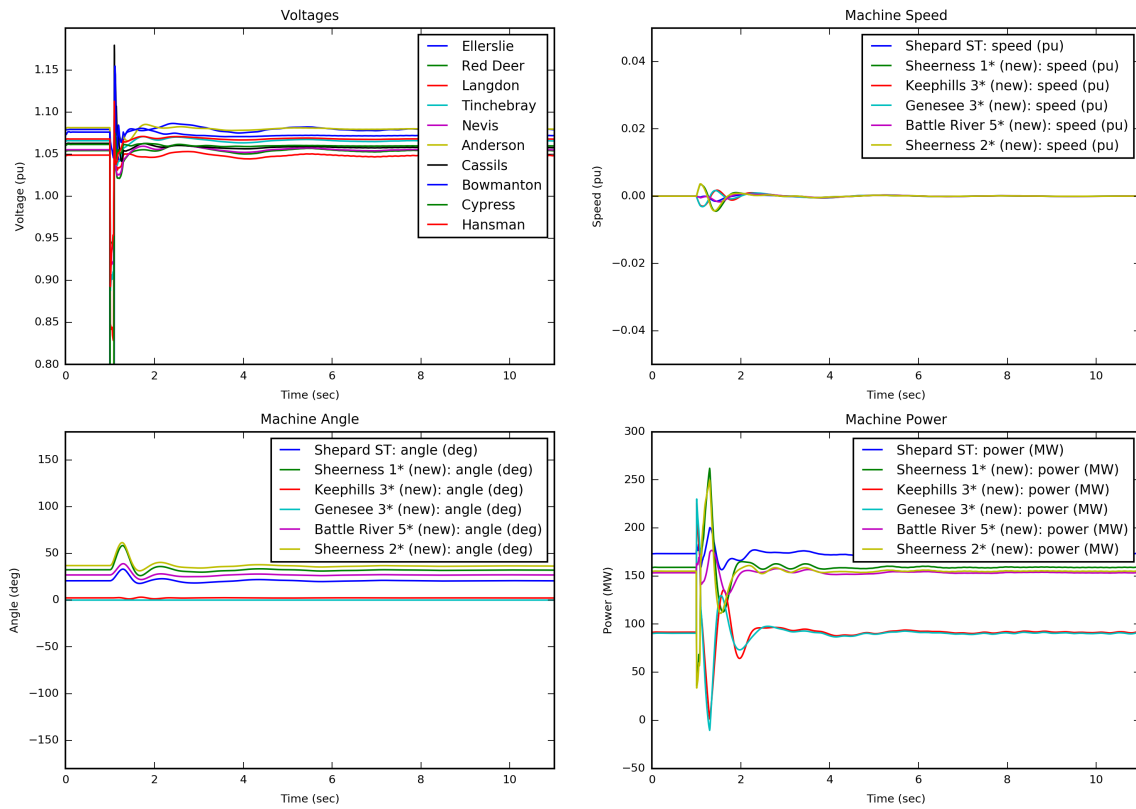 Voltages
1.15
1.10
1.05
1.00
0.95
0.90
0.85
0.80
Voltage (pu)
0 2 4 6 8 10
Time (sec)
Ellerslie
Red Deer
Langdon
Tinchebray
Nevis
Anderson
Cassils
Bowmanton
Cypress
Hansman
Machine Speed
0.04
0.02
0.00
−0.02
−0.04
Speed (pu)
0 2 4 6 8 10
Time (sec)
Shepard ST: speed (pu)
Sheerness 1* (new): speed (pu)
Keephills 3* (new): speed (pu)
Genesee 3* (new): speed (pu)
Battle River 5* (new): speed (pu)
Sheerness 2* (new): speed (pu)
Machine Angle
150
100
50
0
−50
−100
−150
Angle (deg)
0 2 4 6 8 10
Time (sec)
Shepard ST: angle (deg)
Sheerness 1* (new): angle (deg)
Keephills 3* (new): angle (deg)
Genesee 3* (new): angle (deg)
Battle River 5* (new): angle (deg)
Sheerness 2* (new): angle (deg)
Machine Power
300
250
200
150
100
50
0
−50
Power (MW)
0 2 4 6 8 10
Time (sec)
Shepard ST: power (MW)
Sheerness 1* (new): power (MW)
Keephills 3* (new): power (MW)
Genesee 3* (new): power (MW)
Battle River 5* (new): power (MW)
Sheerness 2* (new): power (MW)